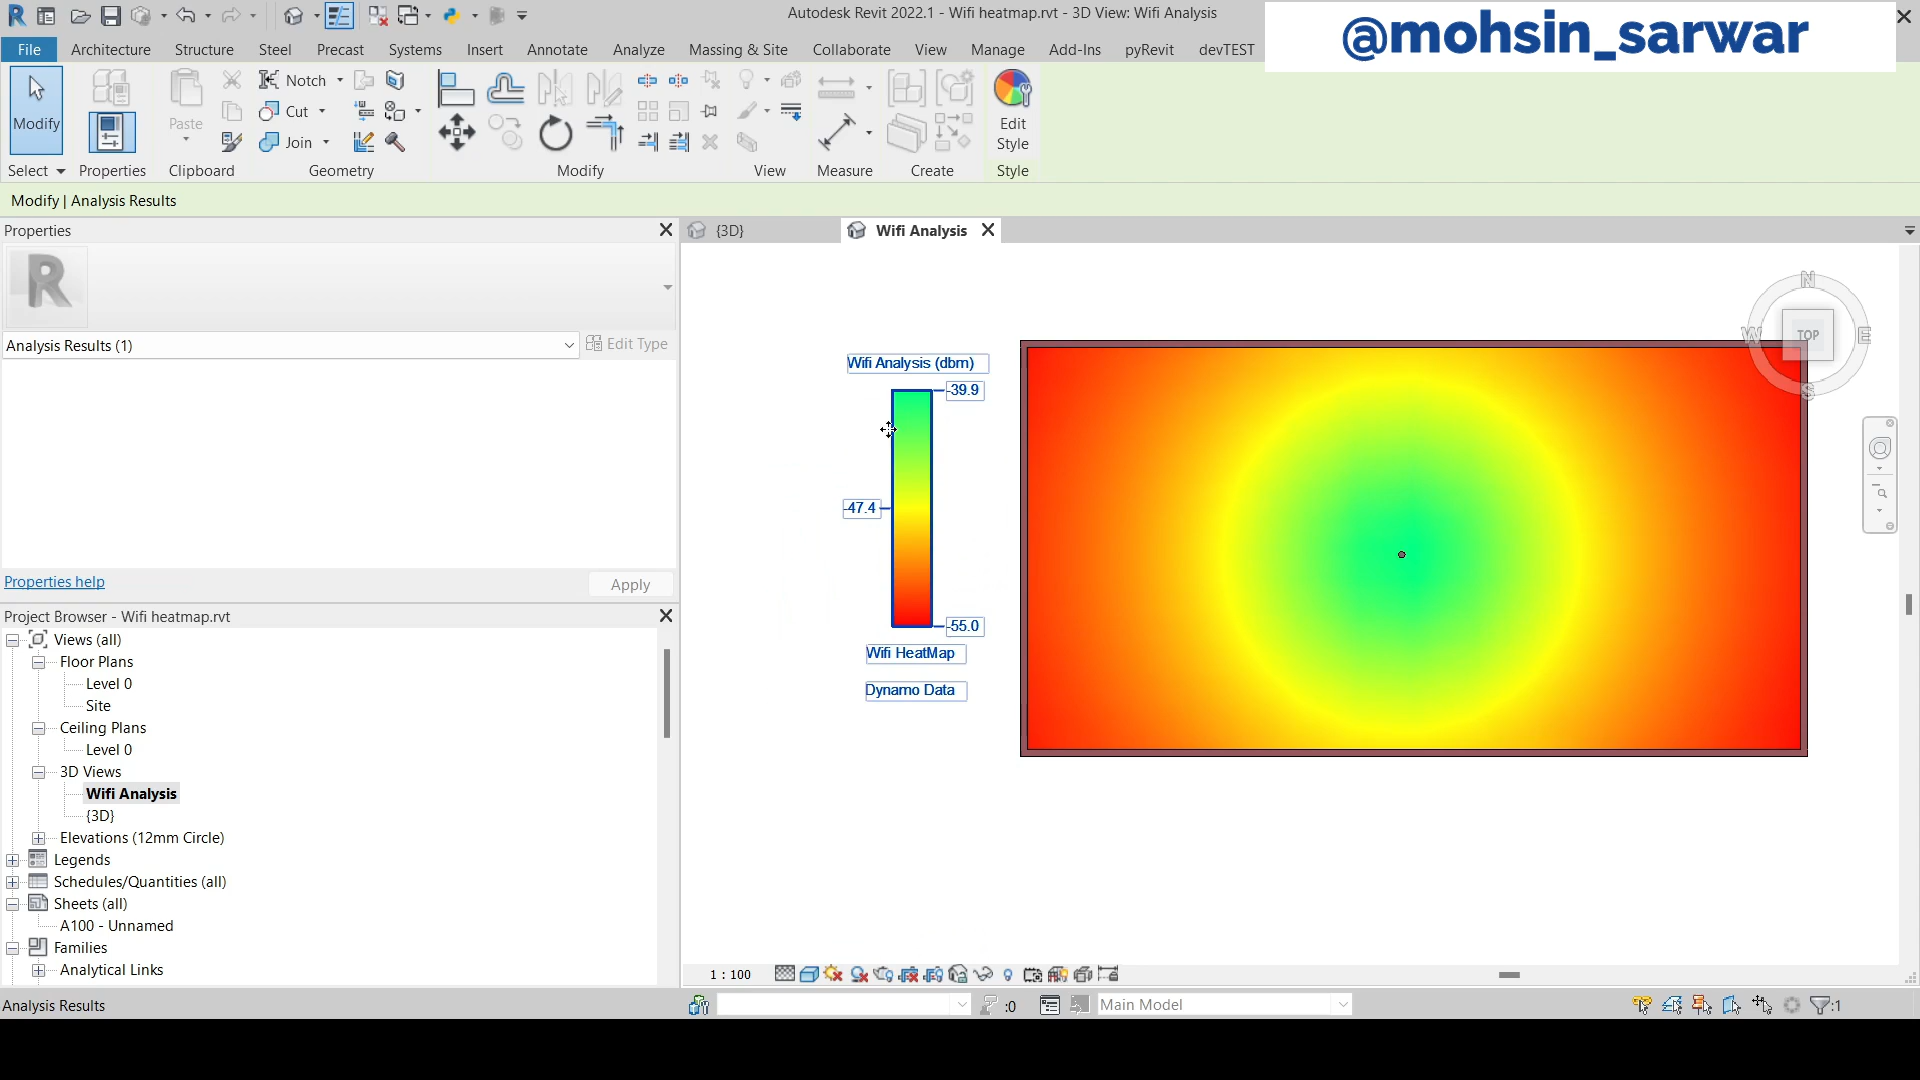 Autodesk Revit 2022.1 - Wifi heatmap.rvt - 3D View: Wifi Analysis
@mohsin_sarwar
File Architecture Structure Steel Precast Systems Insert Annotate Analyze Massing & Site Collaborate View Manage Add-Ins pyRevit devTEST
Modify
Paste
Notch
Cut
Join
Edit
Style
Select Properties Clipboard Geometry Modify View Measure Create Style
Modify | Analysis Results
Properties
{3D}
Wifi Analysis
R
Analysis Results (1)
Edit Type
Properties help
Apply
Project Browser - Wifi heatmap.rvt
Views (all)
Floor Plans
Level 0
Site
Ceiling Plans
Level 0
3D Views
Wifi Analysis
{3D}
Elevations (12mm Circle)
Legends
Schedules/Quantities (all)
Sheets (all)
A100 - Unnamed
Families
Analytical Links
Wifi Analysis (dbm)
-39.9
-47.4
-55.0
Wifi HeatMap
Dynamo Data
N
W
TOP
E
S
1 : 100
Analysis Results
:0
Main Model
:1